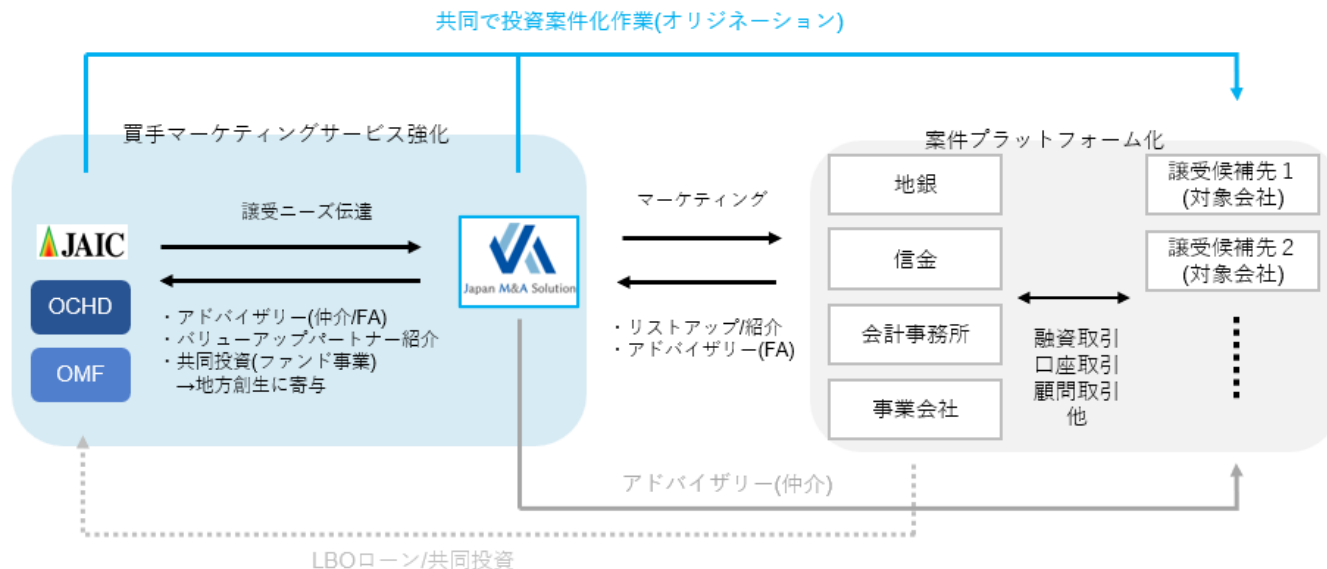 共同で投資案件化作業(オリジネーション)
買手マーケティングサービス強化
JAIC
OCHD
OMF
譲受ニーズ伝達
・アドバイザリー(仲介/FA)
・バリューアップパートナー紹介
・共同投資(ファンド事業)
→地方創生に寄与
Japan M&A Solution
マーケティング
・リストアップ/紹介
・アドバイザリー(FA)
案件プラットフォーム化
地銀
信金
会計事務所
事業会社
融資取引
口座取引
顧問取引
他
譲受候補先１
(対象会社)
譲受候補先２
(対象会社)
アドバイザリー(仲介)
LBOローン/共同投資